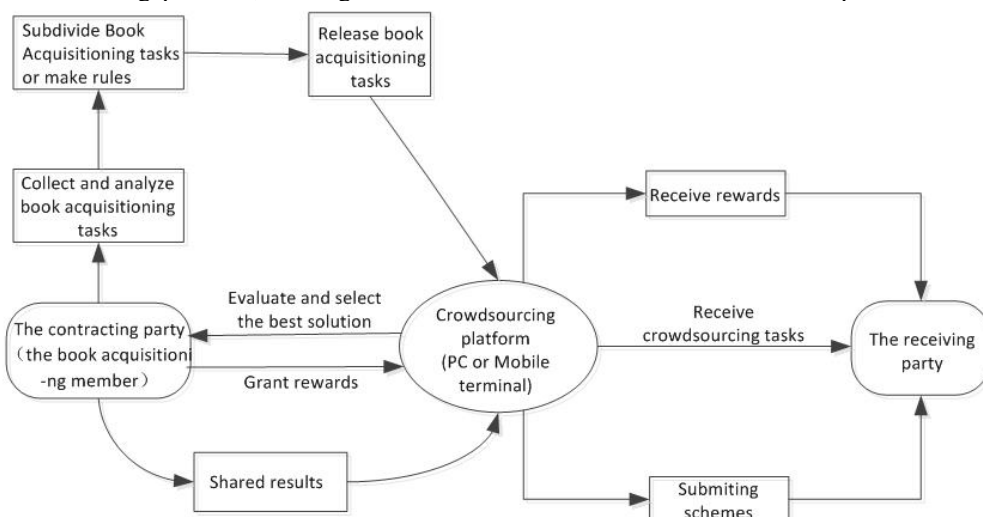 Subdivide Book
Acquisitioning tasks
or make rules
Release book
acquisitioning
tasks
Collect and analyze
book acquisitioning
tasks
Receive rewards
Evaluate and select
the best solution
The contracting party
（the book acquisitioni
-ng member）
Grant rewards
Crowdsourcing
platform
(PC or Mobile
terminal)
Receive
crowdsourcing tasks
The receiving
party
Shared results
Submiting
schemes